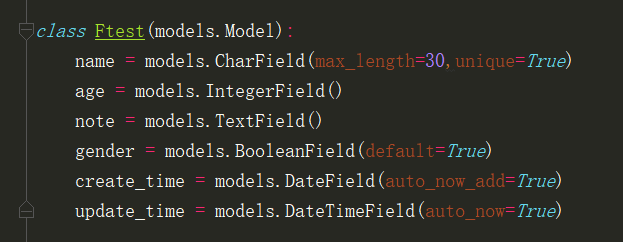 class Ftest(models.Model):
name = models.CharField(max_length=30,unique=True)
age = models.IntegerField()
note = models.TextField()
gender = models.BooleanField(default=True)
create_time = models.DateField(auto_now_add=True)
update_time = models.DateTimeField(auto_now=True)